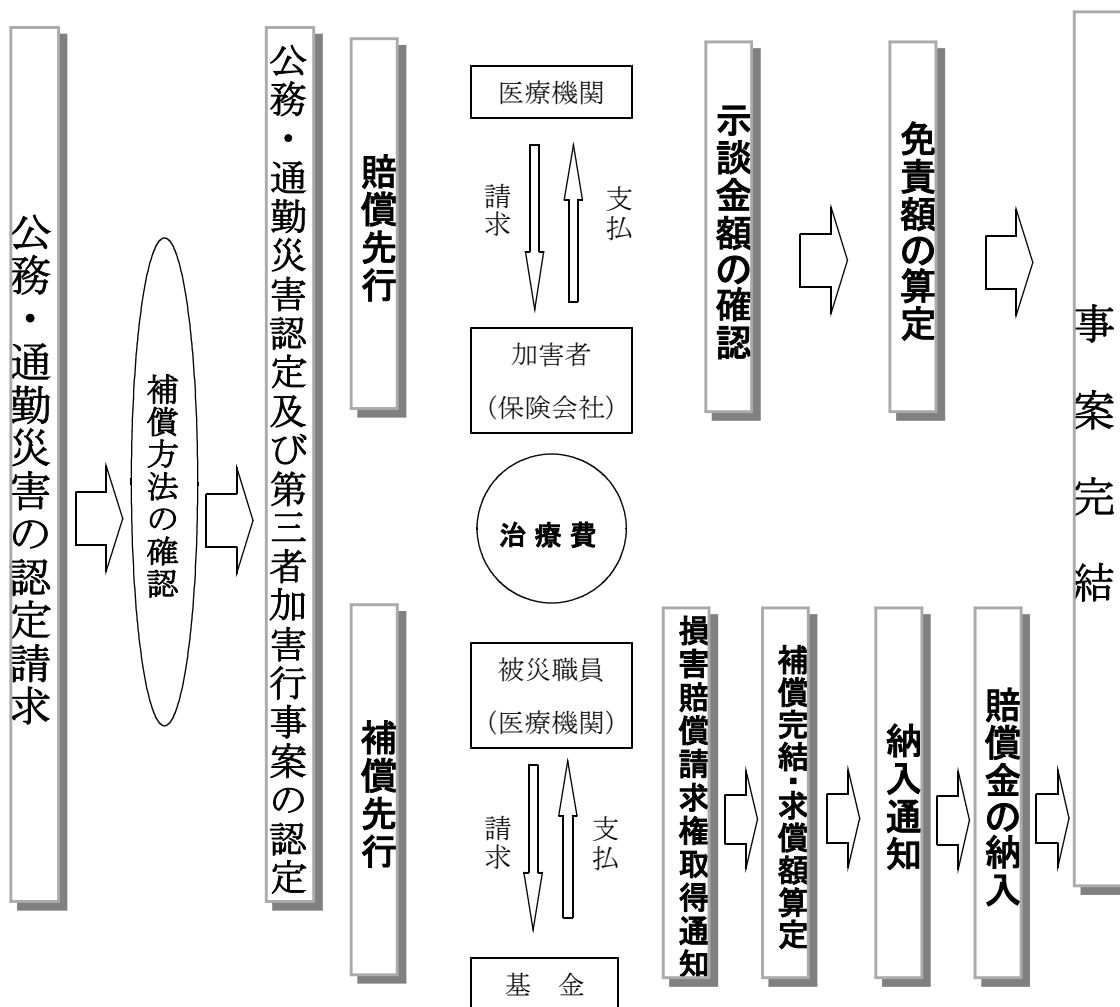 公務・通勤災害の認定請求
補償方法の確認
公務・通勤災害認定及び第三者加害行事案の認定
賠償先行
医療機関
請求
支払
加害者
（保険会社）
示談金額の確認
免責額の算定
治療費
補償先行
被災職員
（医療機関）
請求
支払
基　金
損害賠償請求権取得通知
補償完結・求償額算定
納入通知
賠償金の納入
事案完結